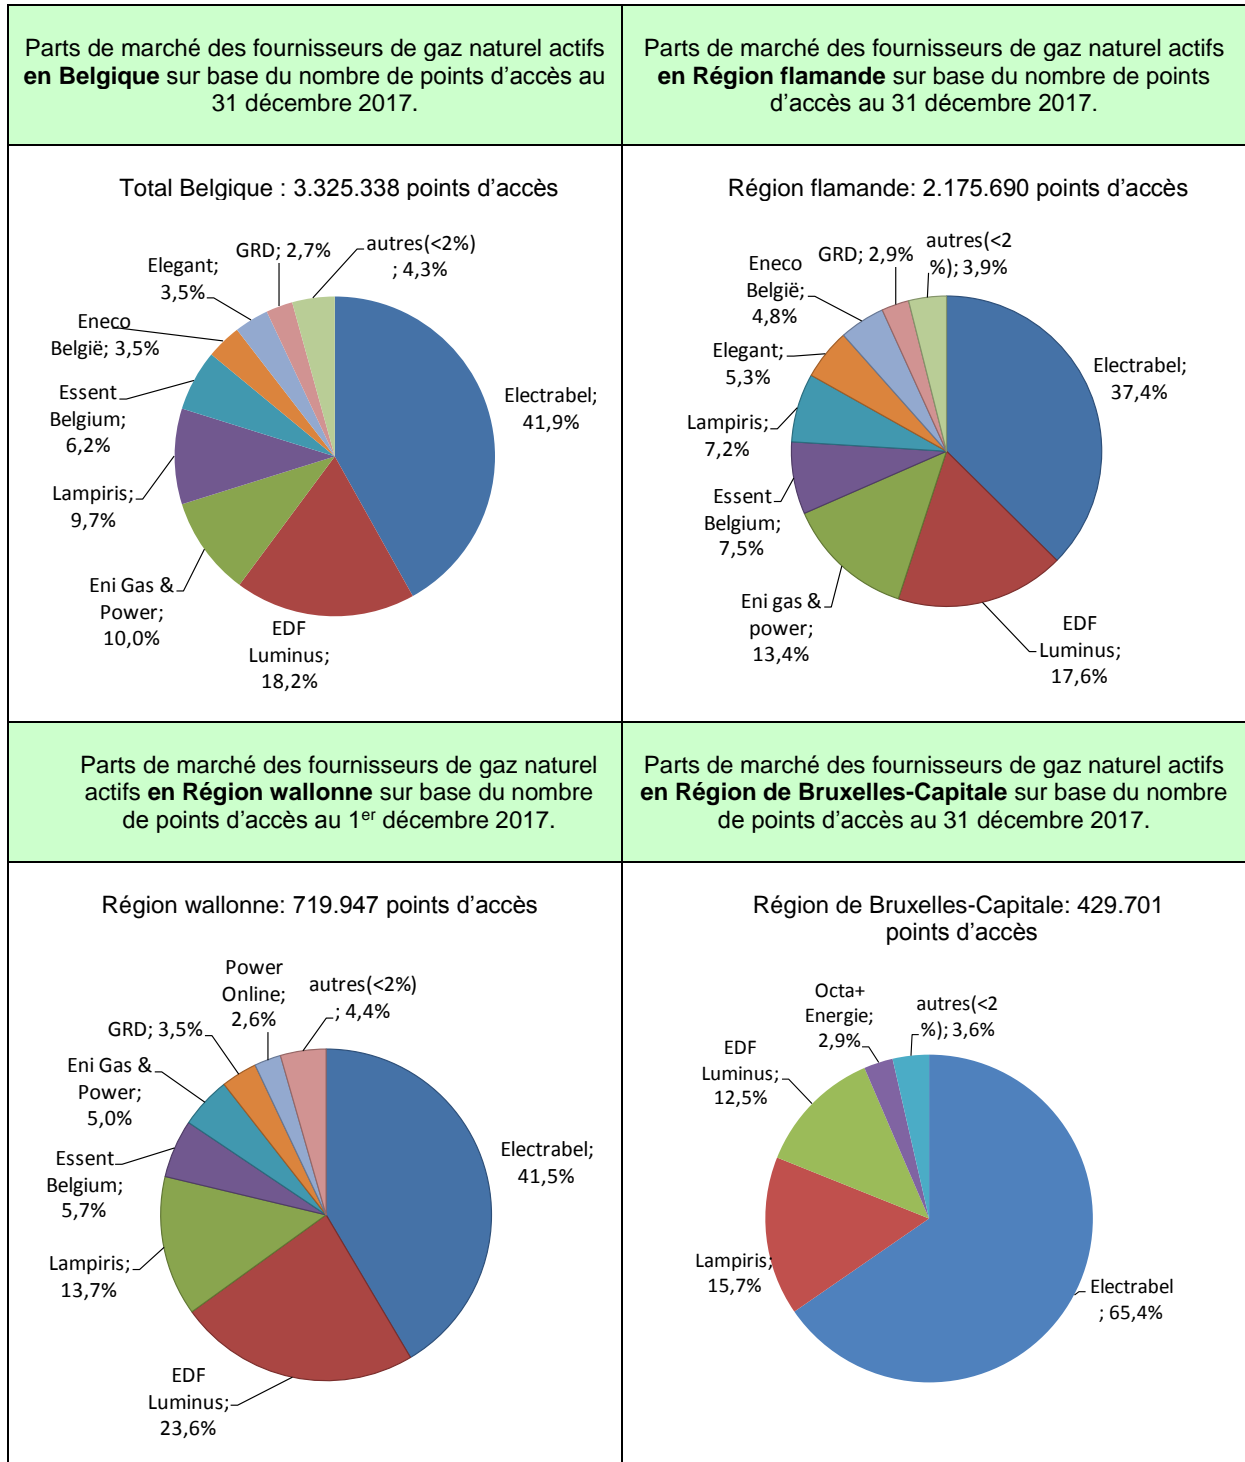 Parts de marché des fournisseurs de gaz naturel actifs
en Belgique sur base du nombre de points d'accès au
31 décembre 2017.
Parts de marché des fournisseurs de gaz naturel actifs
en Région flamande sur base du nombre de points
d'accès au 31 décembre 2017.
Total Belgique : 3.325.338 points d'accès
autres(<2%)
; 4,3%
GRD; 2,7%
Elegant;
3,5%
Eneco
België; 3,5%
Essent
Belgium;
6,2%
Lampiris;
9,7%
Eni Gas &
Power;
10,0%
EDF
Luminus;
18,2%
Electrabel;
41,9%
Région flamande: 2.175.690 points d'accès
autres(<2
%); 3,9%
GRD; 2,9%
Eneco
België;
4,8%
Elegant;
5,3%
Lampiris;
7,2%
Essent
Belgium;
7,5%
Eni gas &
power;
13,4%
EDF
Luminus;
17,6%
Electrabel;
37,4%
Parts de marché des fournisseurs de gaz naturel
actifs en Région wallonne sur base du nombre
de points d'accès au 1er décembre 2017.
Parts de marché des fournisseurs de gaz naturel actifs
en Région de Bruxelles-Capitale sur base du nombre
de points d'accès au 31 décembre 2017.
Région wallonne: 719.947 points d'accès
Power
Online;
2,6%
autres(<2%)
; 4,4%
GRD; 3,5%
Eni Gas &
Power;
5,0%
Essent
Belgium;
5,7%
Lampiris;
13,7%
EDF
Luminus;
23,6%
Electrabel;
41,5%
Région de Bruxelles-Capitale: 429.701
points d'accès
Octa+
Energie;
2,9%
autres(<2
%); 3,6%
EDF
Luminus;
12,5%
Lampiris;
15,7%
Electrabel
; 65,4%